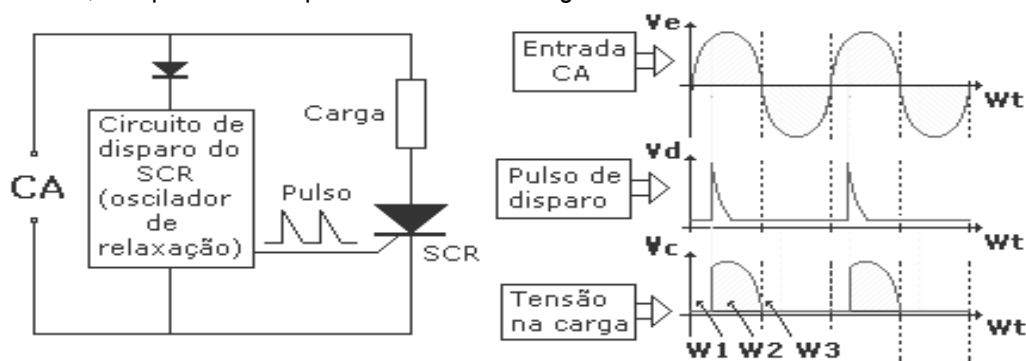 CA
Circuito de
disparo do
SCR
(oscilador
de
relaxação)
Pulso
Carga
SCR
Entrada
CA
Ve
Wt
Pulso de
disparo
Vd
Wt
Tensão
na carga
Vc
Wt
W1 W2 W3